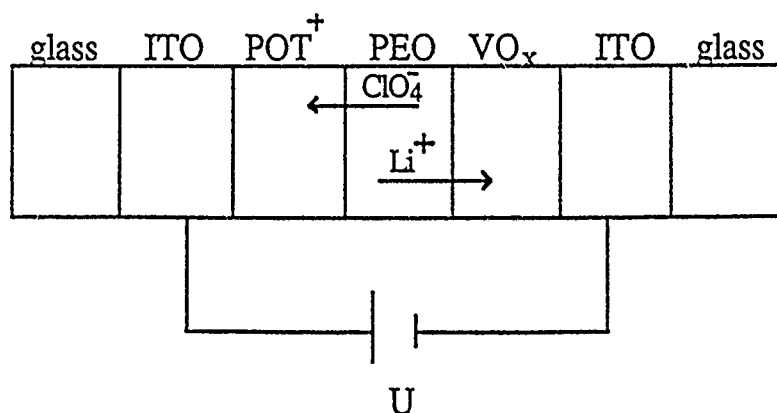 glass ITO POT⁺ PEO VOₓ ITO glass
ClO₄⁻
Li⁺
U